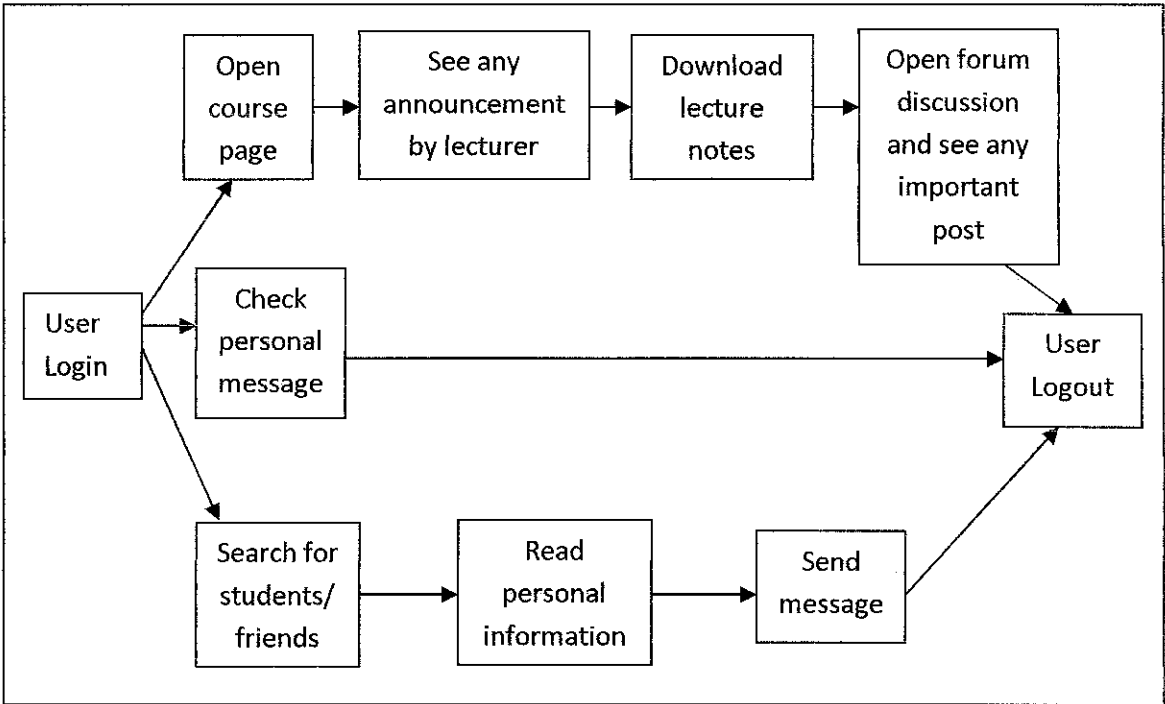 Open
course
page
See any
announcement
by lecturer
Download
lecture
notes
Open forum
discussion
and see any
important
post
User
Login
Check
personal
message
User
Logout
Search for
students/
friends
Read
personal
information
Send
message